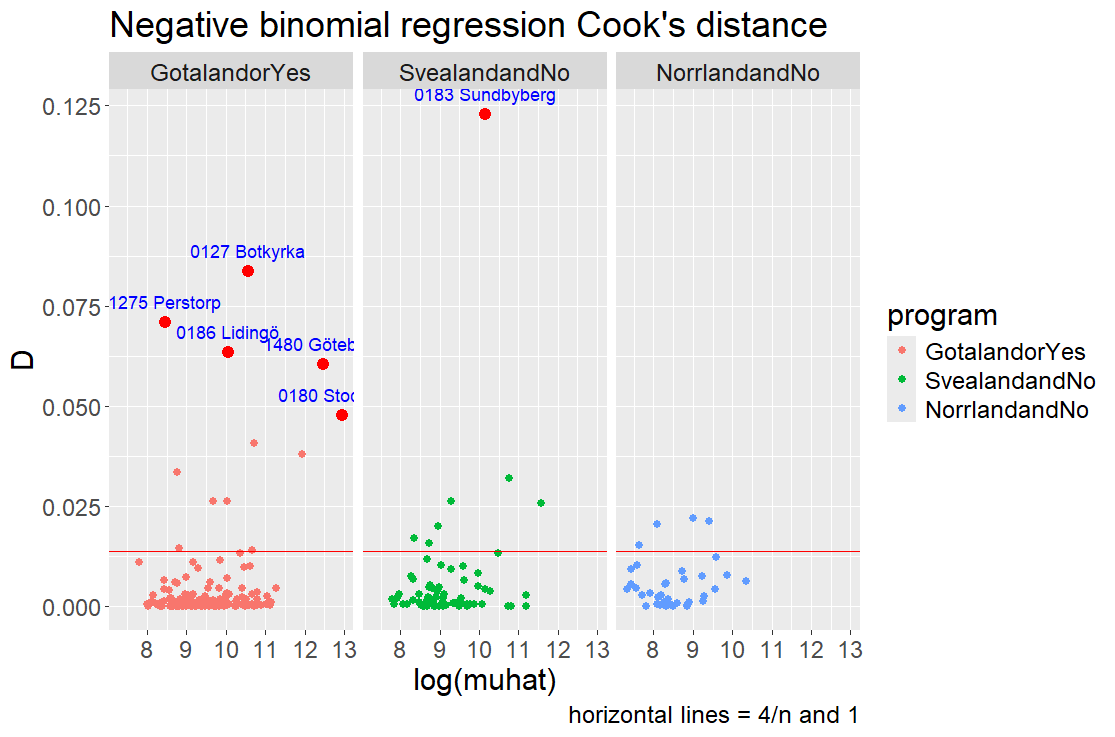 Negative binomial regression Cook's distance
GotalandorYes
SvealandandNo
NorrlandandNo
D
0.125
0.100
0.075
0.050
0.025
0.000
0183 Sundbyberg
0127 Botkyrka
1275 Perstorp
0186 Lidingö
1480 Göteb
0180 Stoc
8 9 10 11 12 13
8 9 10 11 12 13
8 9 10 11 12 13
log(muhat)
horizontal lines = 4/n and 1
program
GotalandorYes
SvealandandNo
NorrlandandNo